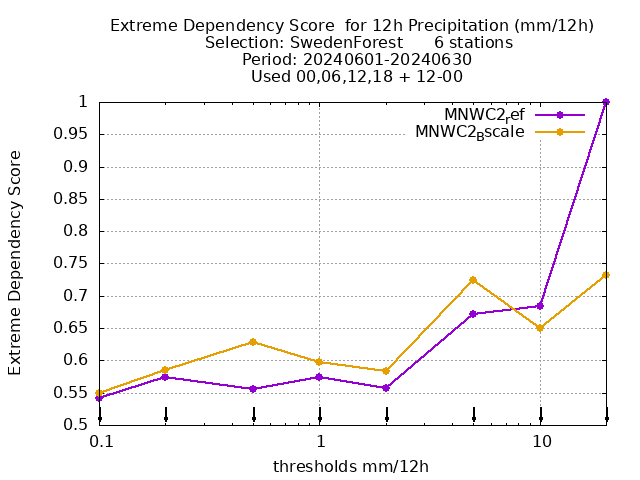 Extreme Dependency Score  for 12h Precipitation (mm/12h)
Selection: SwedenForest      6 stations
Period: 20240601-20240630
Used 00,06,12,18 + 12-00
MNWC2ref
MNWC2Bscale
1
0.95
0.9
0.85
0.8
0.75
0.7
0.65
0.6
0.55
0.5
Extreme Dependency Score
0.1 1 10
thresholds mm/12h